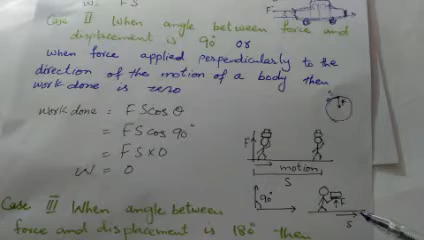 W = FS
F
Case II When angle between force and
displacement is 90° or
when force applied perpendicularly to the
direction of the motion of a body then
work done is zero
work done = F S cos θ
= F S cos 90°
= F S x 0
W = 0
F
motion
S
90°
F
S
Case III When angle between
force and displacement is 180° then